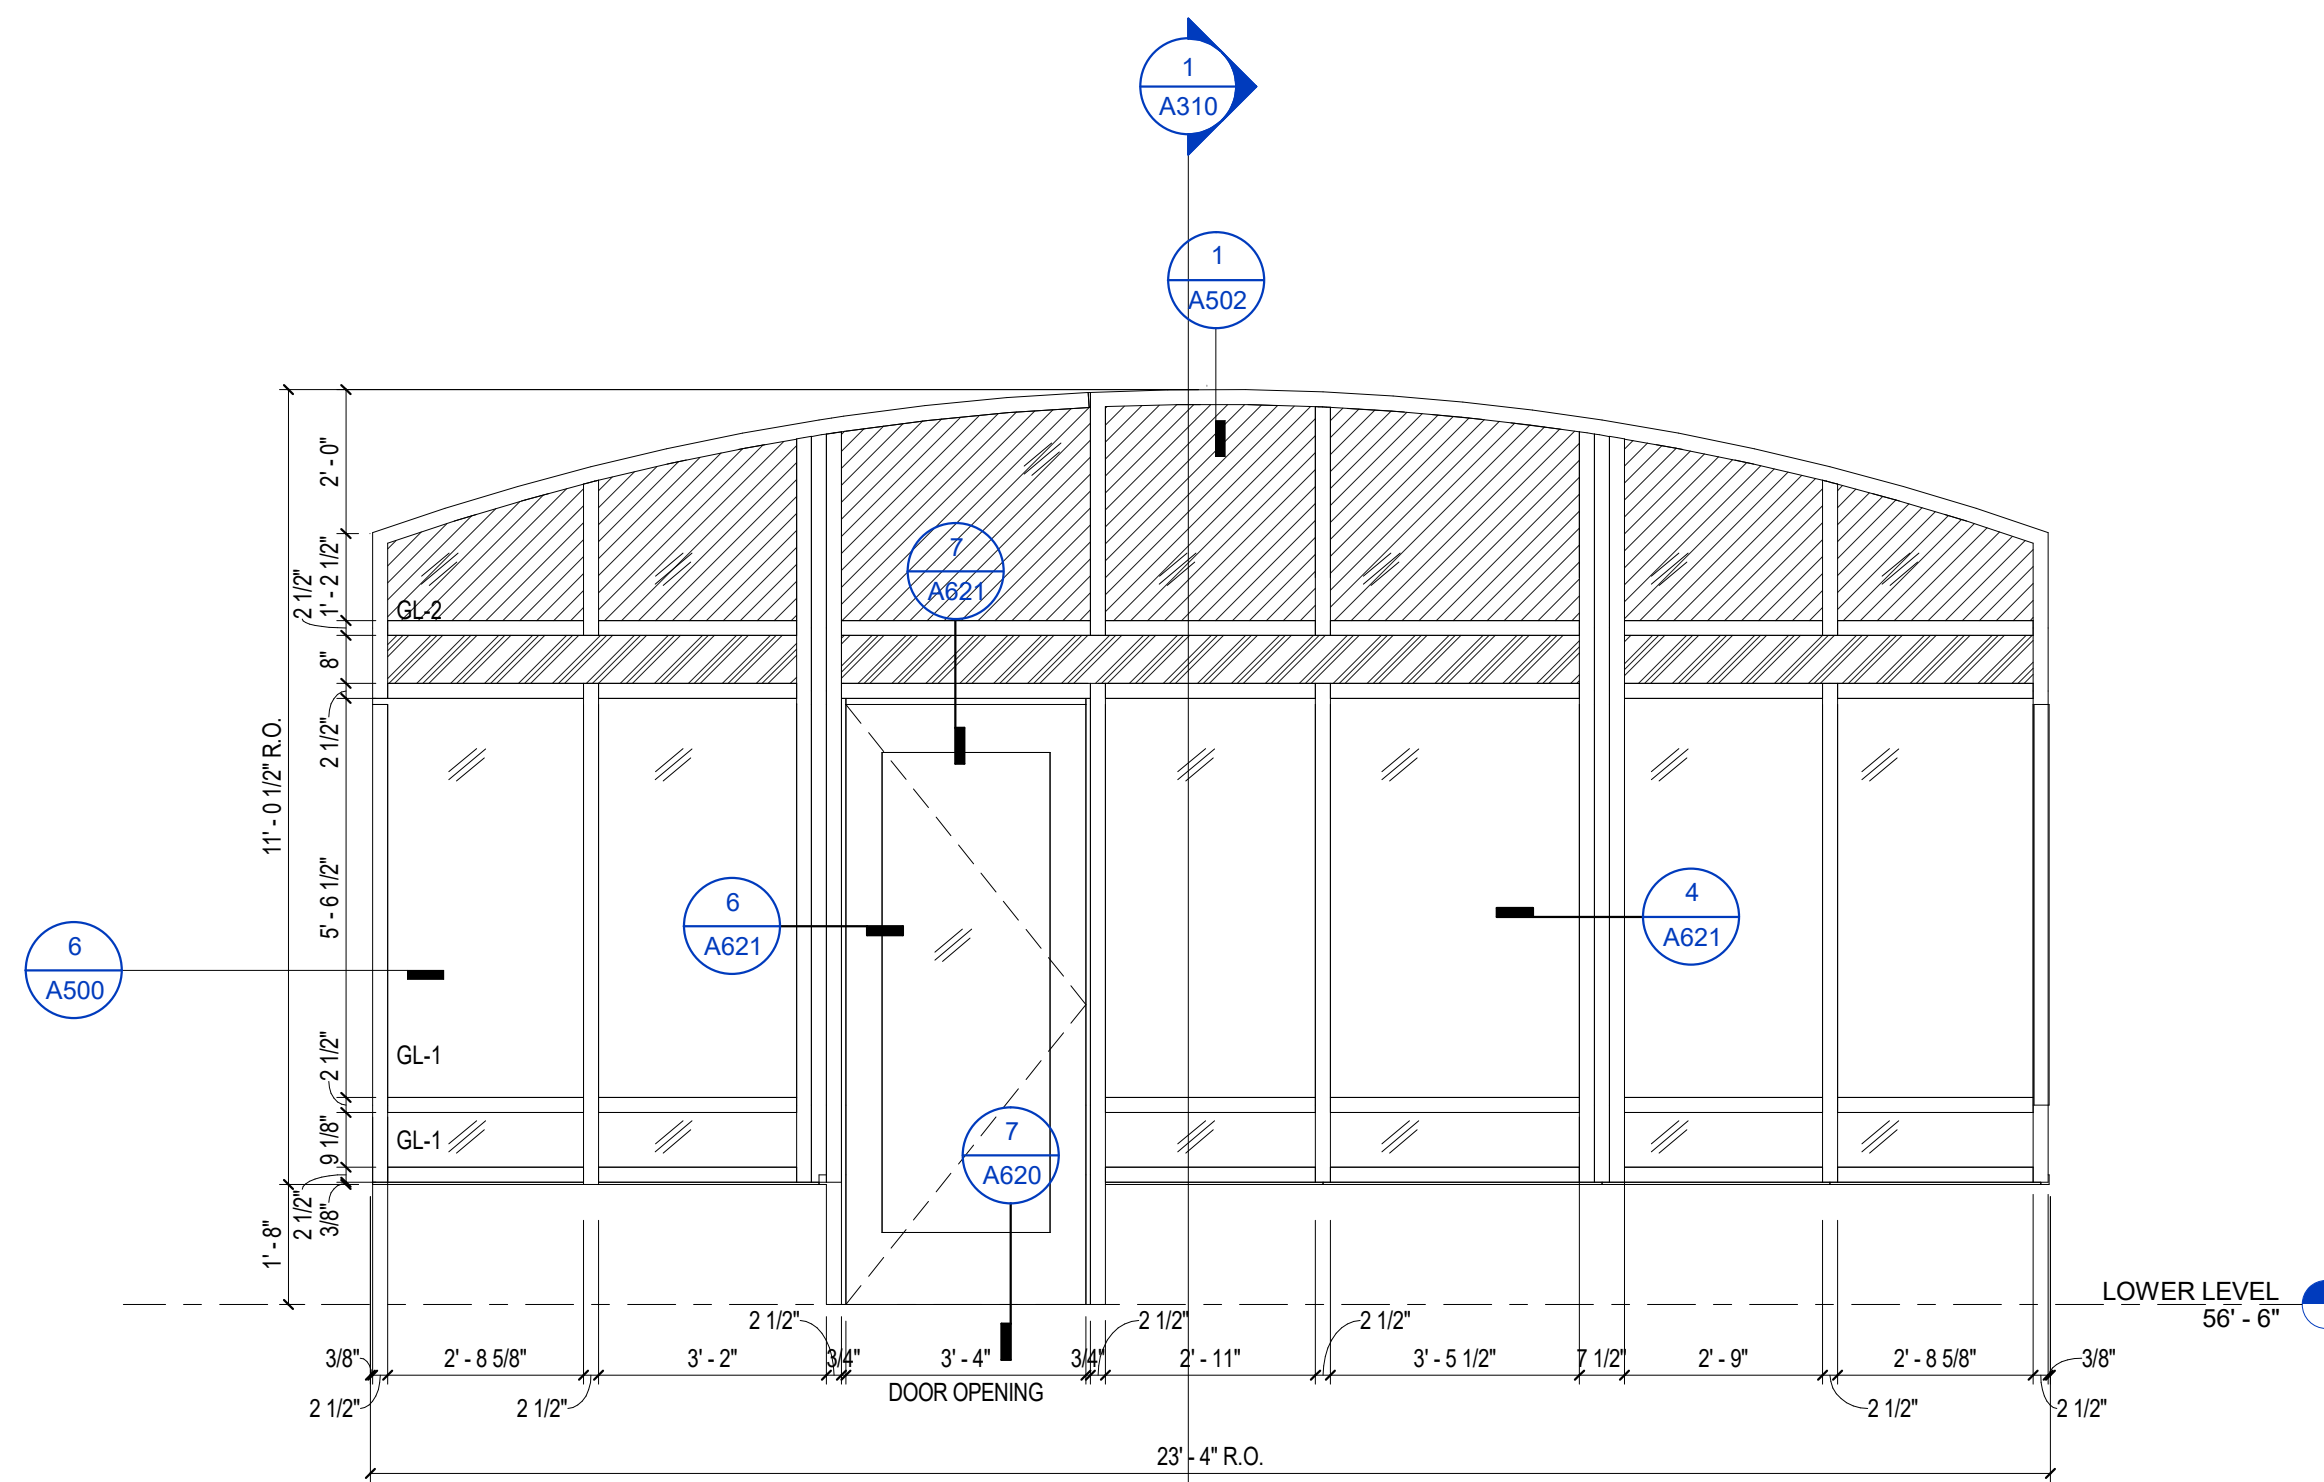 1
A310
1
A502
2' - 0"
1' - 2 1/2"
2 1/2"
GL-2
7
A621
8"
2 1/2"
11' - 0 1/2" R.O.
5' - 6 1/2"
6
A621
4
A621
6
A500
2 1/2"
GL-1
9 1/8"
GL-1
7
A620
2 1/2"
3/8"
1' - 8"
LOWER LEVEL
56' - 6"
2 1/2"
2 1/2"
2 1/2"
3/8"
2' - 8 5/8"
3' - 2"
3/4"
3' - 4"
3/4"
2' - 11"
3' - 5 1/2"
7 1/2"
2' - 9"
2' - 8 5/8"
3/8"
DOOR OPENING
2 1/2"
2 1/2"
2 1/2"
2 1/2"
23' - 4" R.O.